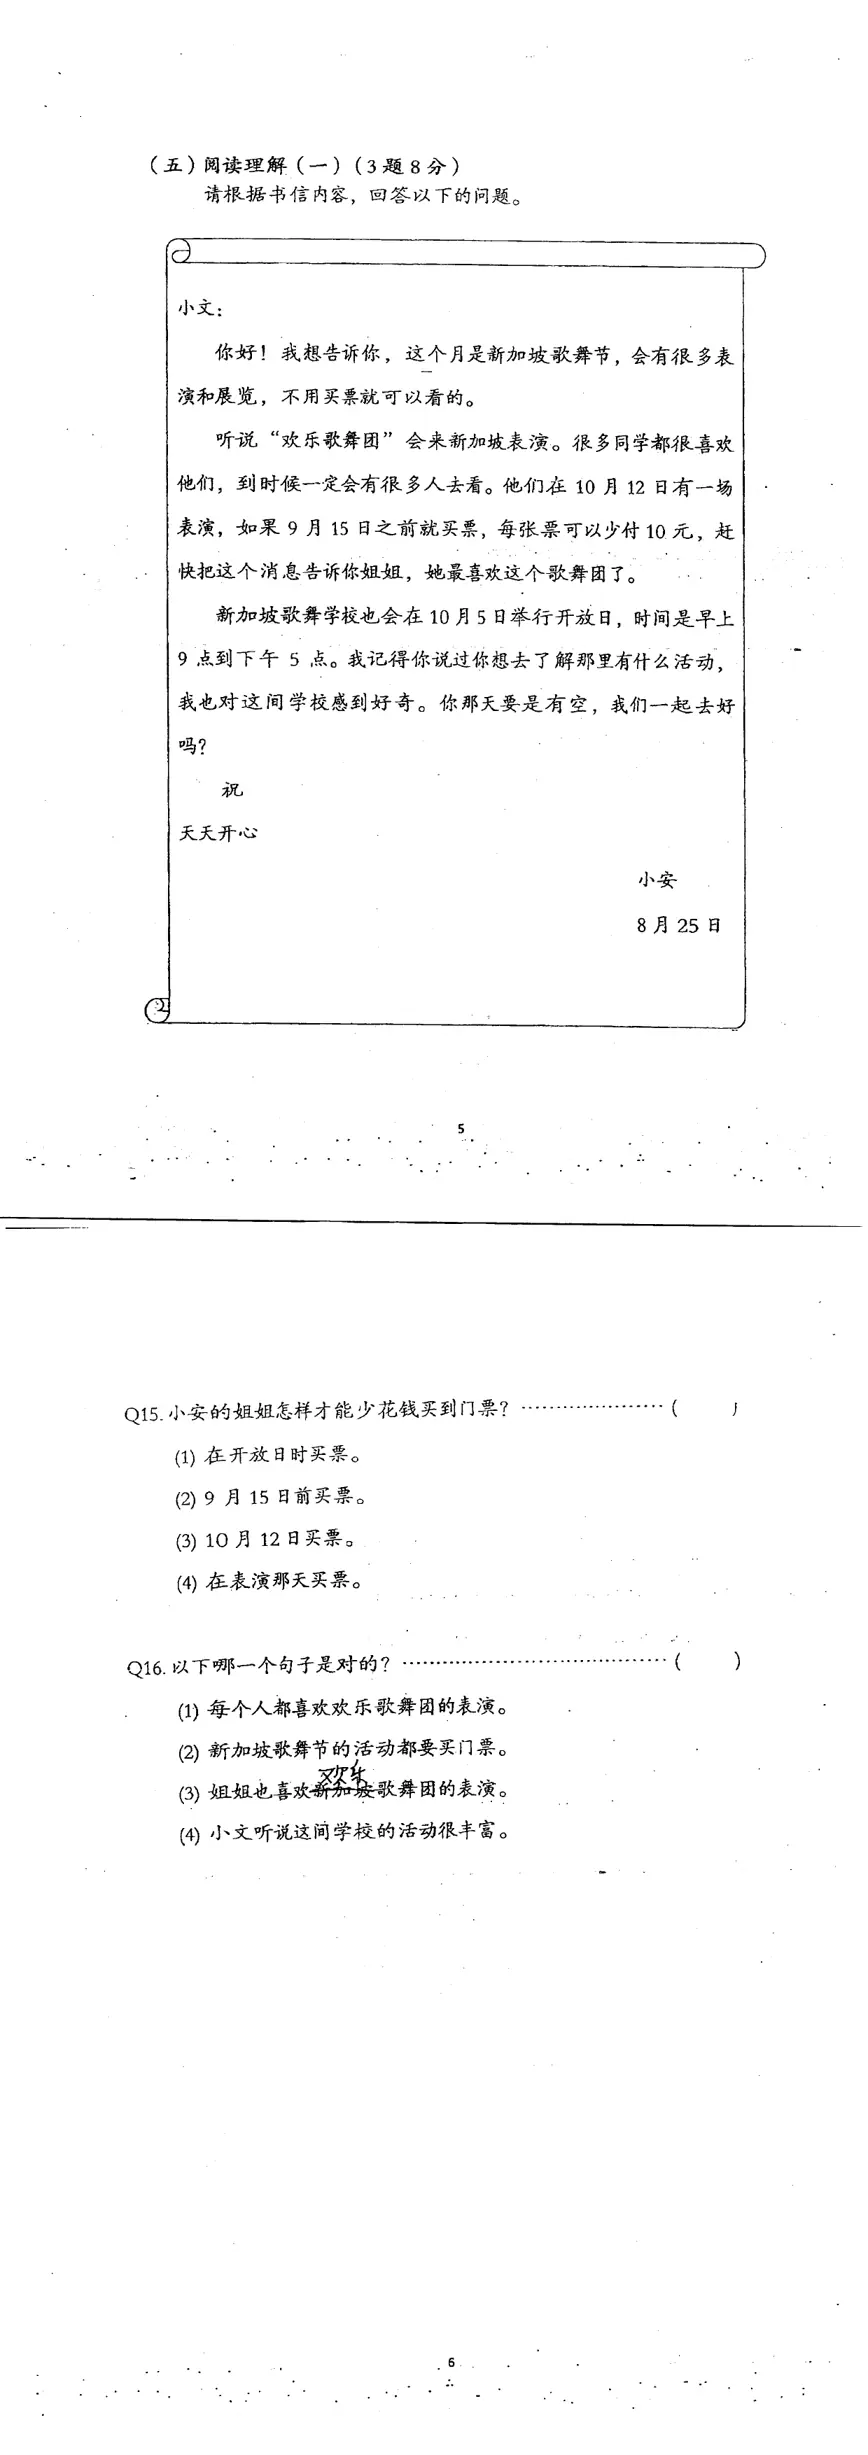 （五）阅读理解（一）（3题8分）
请根据书信内容，回答以下的问题。
小文：
你好！我想告诉你，这个月是新加坡歌舞节，会有很多表
演和展览，不用买票就可以看的。
听说“欢乐歌舞团”会来新加坡表演。很多同学都很喜欢
他们，到时候一定会有很多人去看。他们在10月12日有一场
表演，如果9月15日之前就买票，每张票可以少付10元，赶
快把这个消息告诉你姐姐，她最喜欢这个歌舞团了。
新加坡歌舞学校也会在10月5日举行开放日，时间是早上
9点到下午5点。我记得你说过你想去了解那里有什么活动，
我也对这间学校感到好奇。你那天要是有空，我们一起去好
吗？
祝
天天开心
小安
8月25日
5
Q15.小安的姐姐怎样才能少花钱买到门票？…………………（ ）
(1) 在开放日时买票。
(2) 9月15日前买票。
(3) 10月12日买票。
(4) 在表演那天买票。
Q16.以下哪一个句子是对的？…………………………………（ ）
(1) 每个人都喜欢欢乐歌舞团的表演。
(2) 新加坡歌舞节的活动都要买门票。
欢乐
(3) 姐姐也喜欢新加坡歌舞团的表演。
(4) 小文听说这间学校的活动很丰富。
6